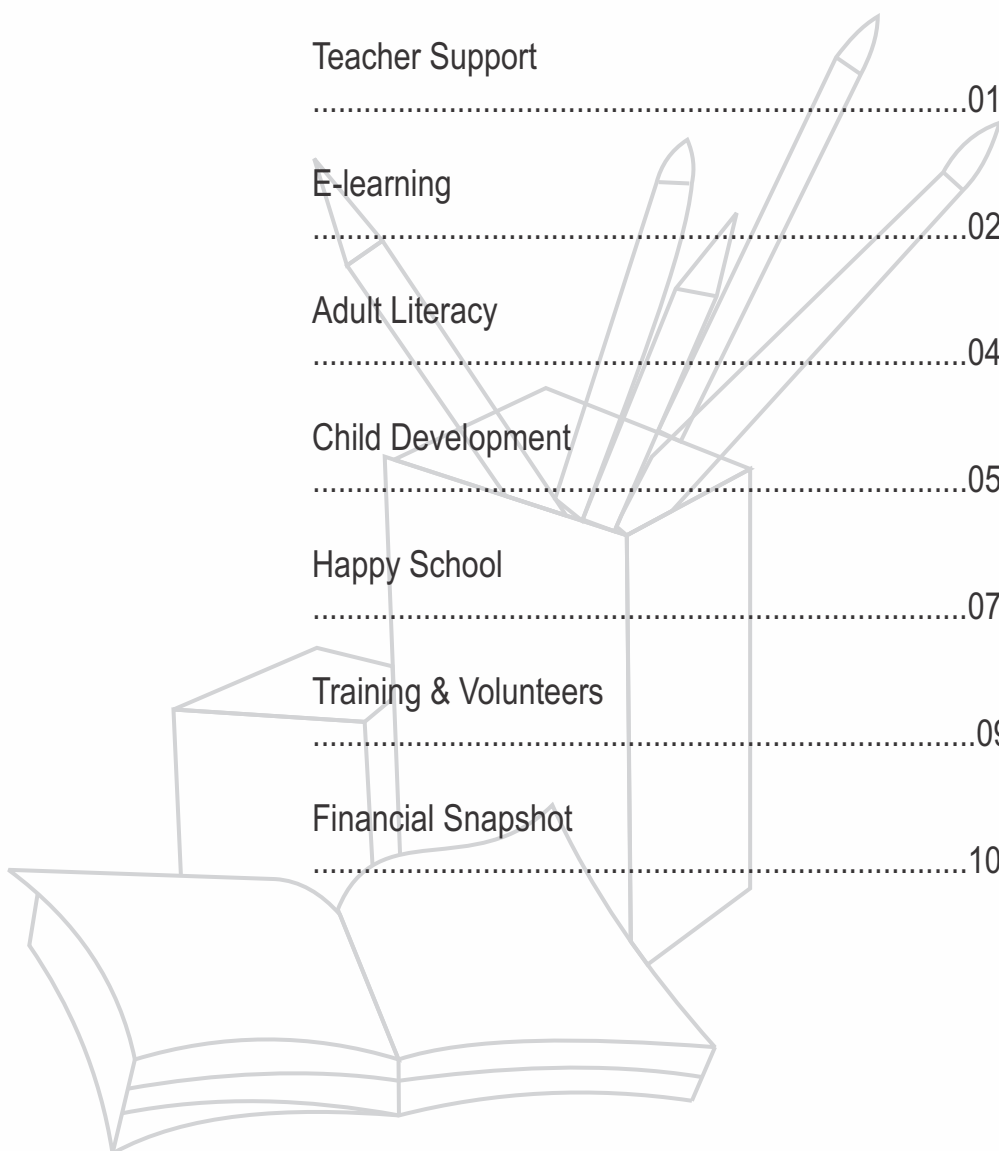 Teacher Support
..............................................................................01
E-learning
..............................................................................02
Adult Literacy
..............................................................................04
Child Development
..............................................................................05
Happy School
..............................................................................07
Training & Volunteers
...............................................................................09
Financial Snapshot
..............................................................................10